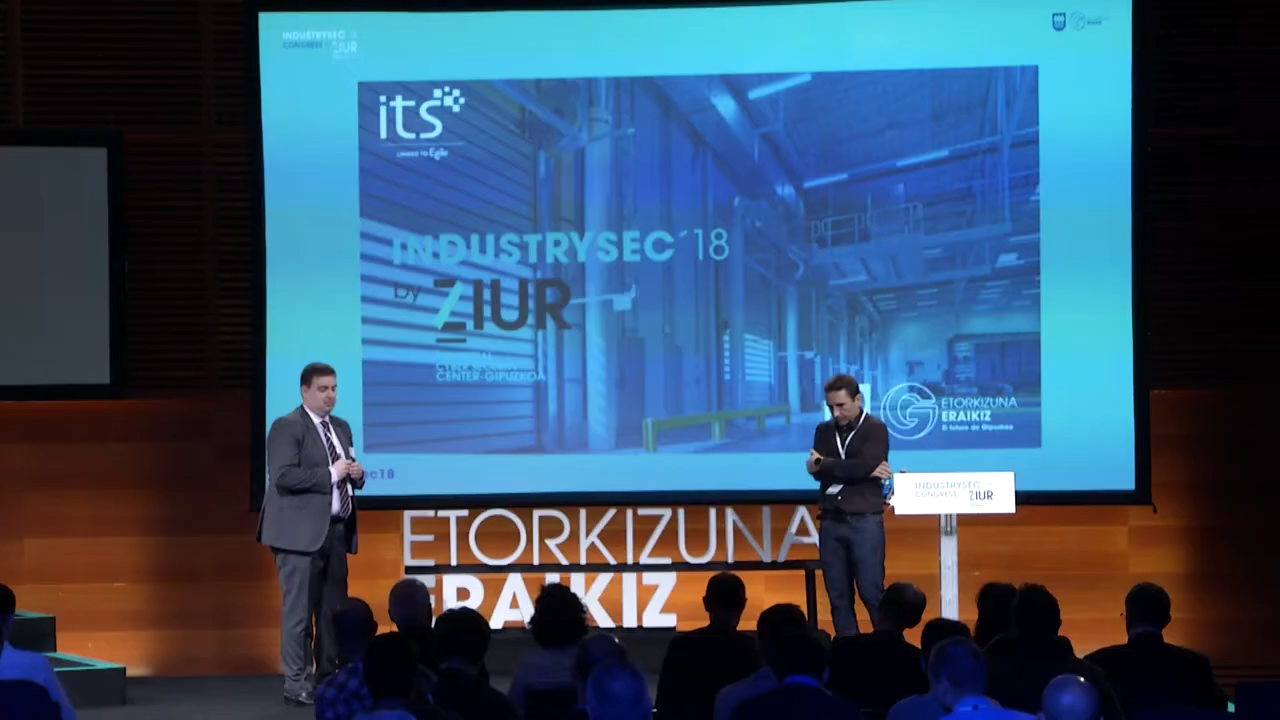 INDUSTRYSEC
CONGRESS
ZIUR
its
LINKED TO Egile
INDUSTRYSEC´18
by ZIUR
CENTER-GIPUZKOA
ETORKIZUNA
ERAIKIZ
El futuro de Gipuzkoa
ec18
INDUSTRYSEC
CONGRESS
ZIUR
ETORKIZUNA
ERAIKIZ